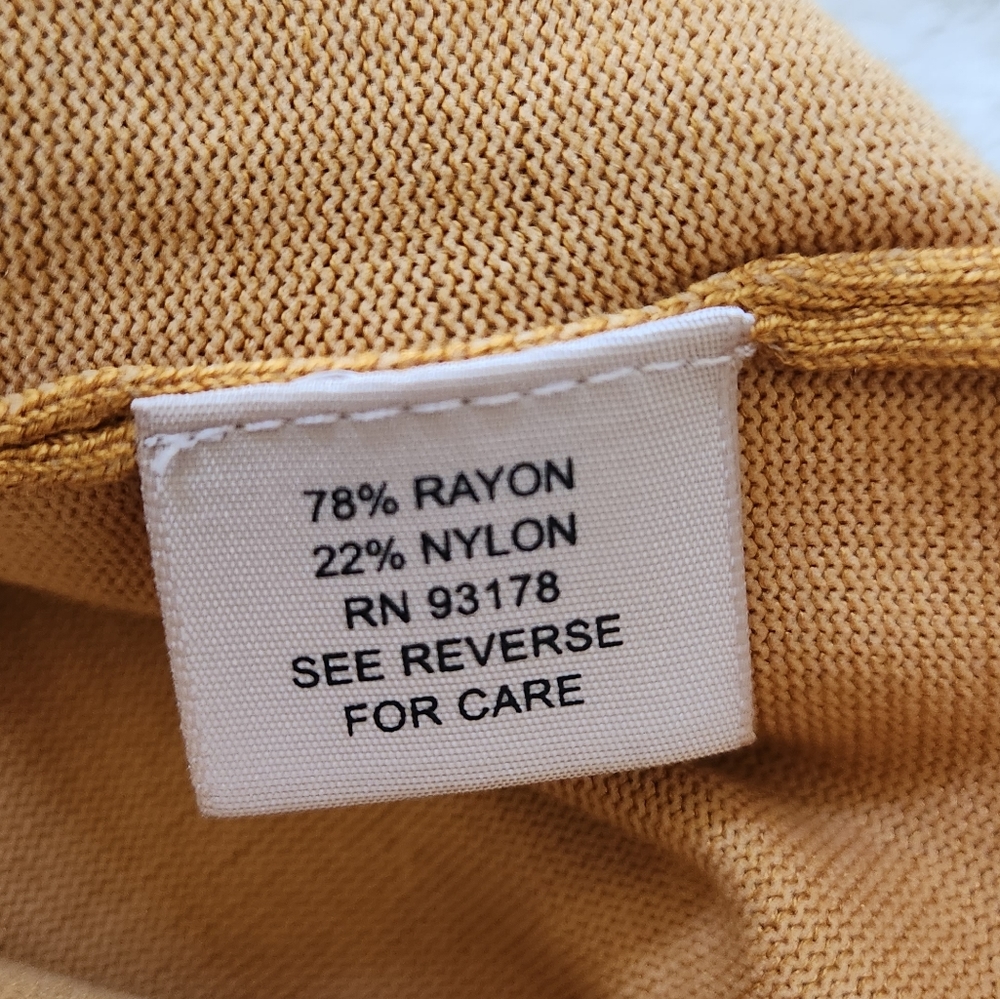 78% RAYON
22% NYLON
RN 93178
SEE REVERSE
FOR CARE